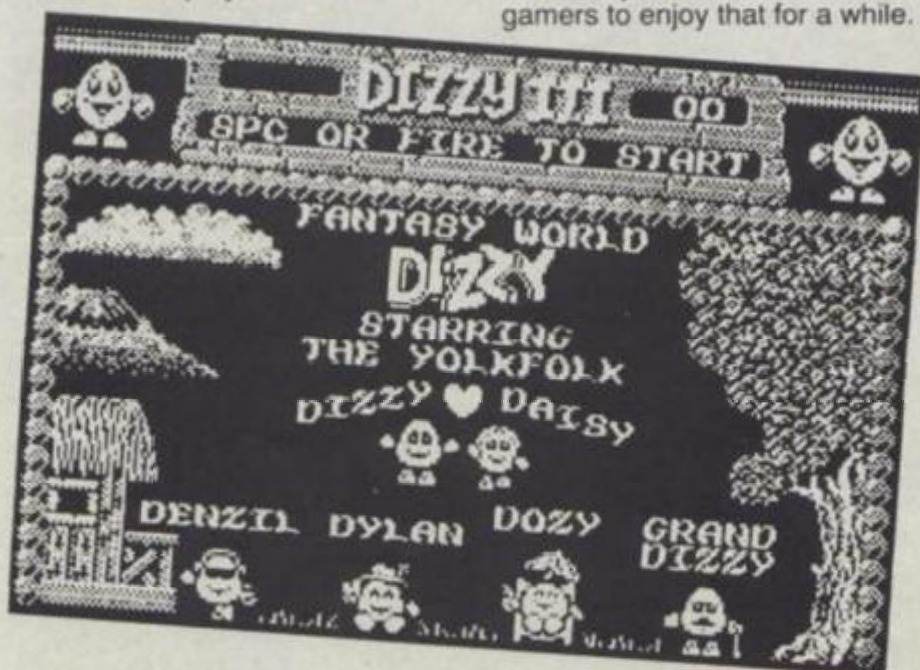 gamers to enjoy that for a while.
DIZZY III
00
SPC OR FIRE TO START
FANTASY WORLD
DIZZY
STARRING
THE YOLKFOLK
DIZZY DAISY
DENZIL DYLAN DOZY GRAND
DIZZY